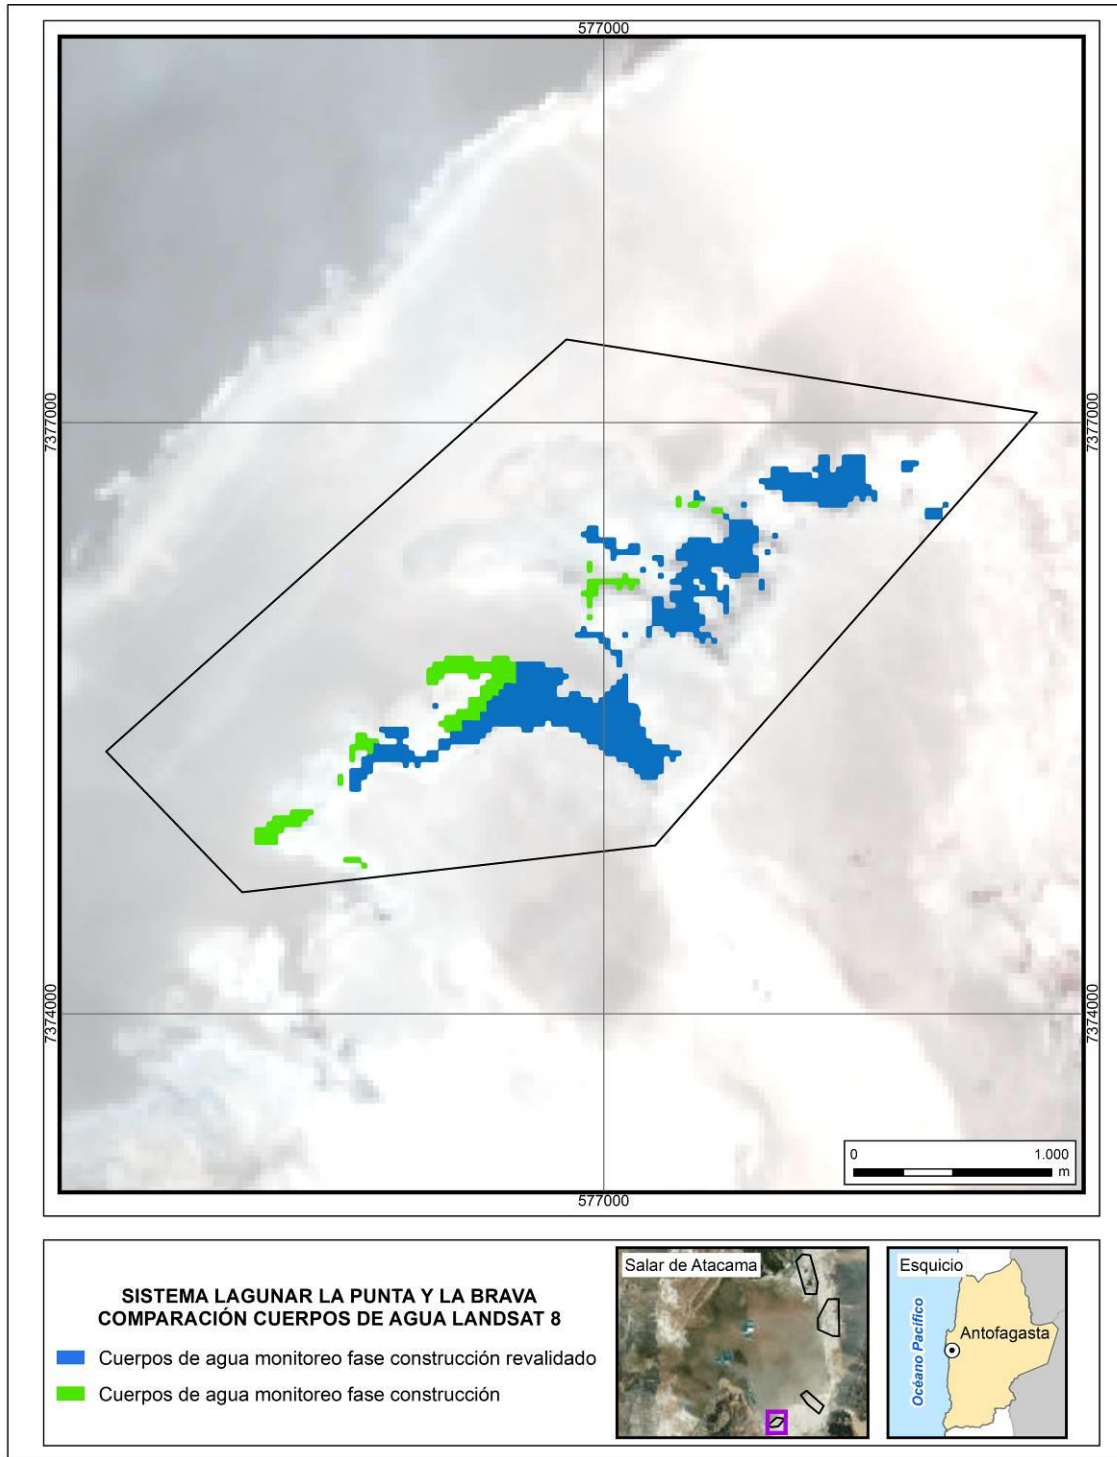 577000
7377000
7377000
7374000
7374000
0 1.000
m
577000
SISTEMA LAGUNAR LA PUNTA Y LA BRAVA
COMPARACIÓN CUERPOS DE AGUA LANDSAT 8
Cuerpos de agua monitoreo fase construcción revalidado
Cuerpos de agua monitoreo fase construcción
Salar de Atacama
Esquicio
Océano Pacífico
Antofagasta